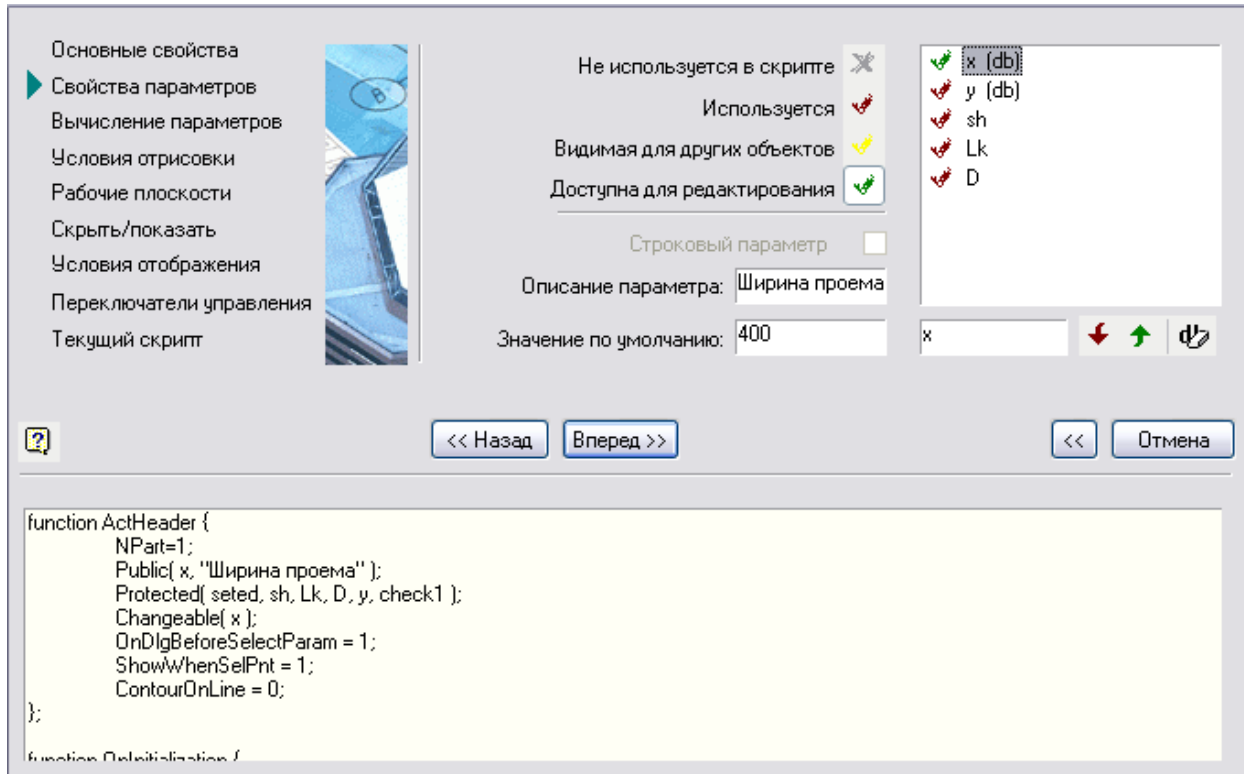 Основные свойства
Свойства параметров
Вычисление параметров
Условия отрисовки
Рабочие плоскости
Скрыть/показать
Условия отображения
Переключатели управления
Текущий скрипт
B
Не используется в скрипте
Используется
Видимая для других объектов
Доступна для редактирования
Строковый параметр
Описание параметра: Ширина проема
Значение по умолчанию: 400
x (db)
y (db)
sh
Lk
D
x
?
<< Назад
Вперед >>
<<
Отмена
function ActHeader {
NPart=1;
Public( x, "Ширина проема" );
Protected( seted, sh, Lk, D, y, check1 );
Changeable( x );
OnDlgBeforeSelectParam = 1;
ShowWhenSelPnt = 1;
ContourOnLine = 0;
};
function OnInitialization {